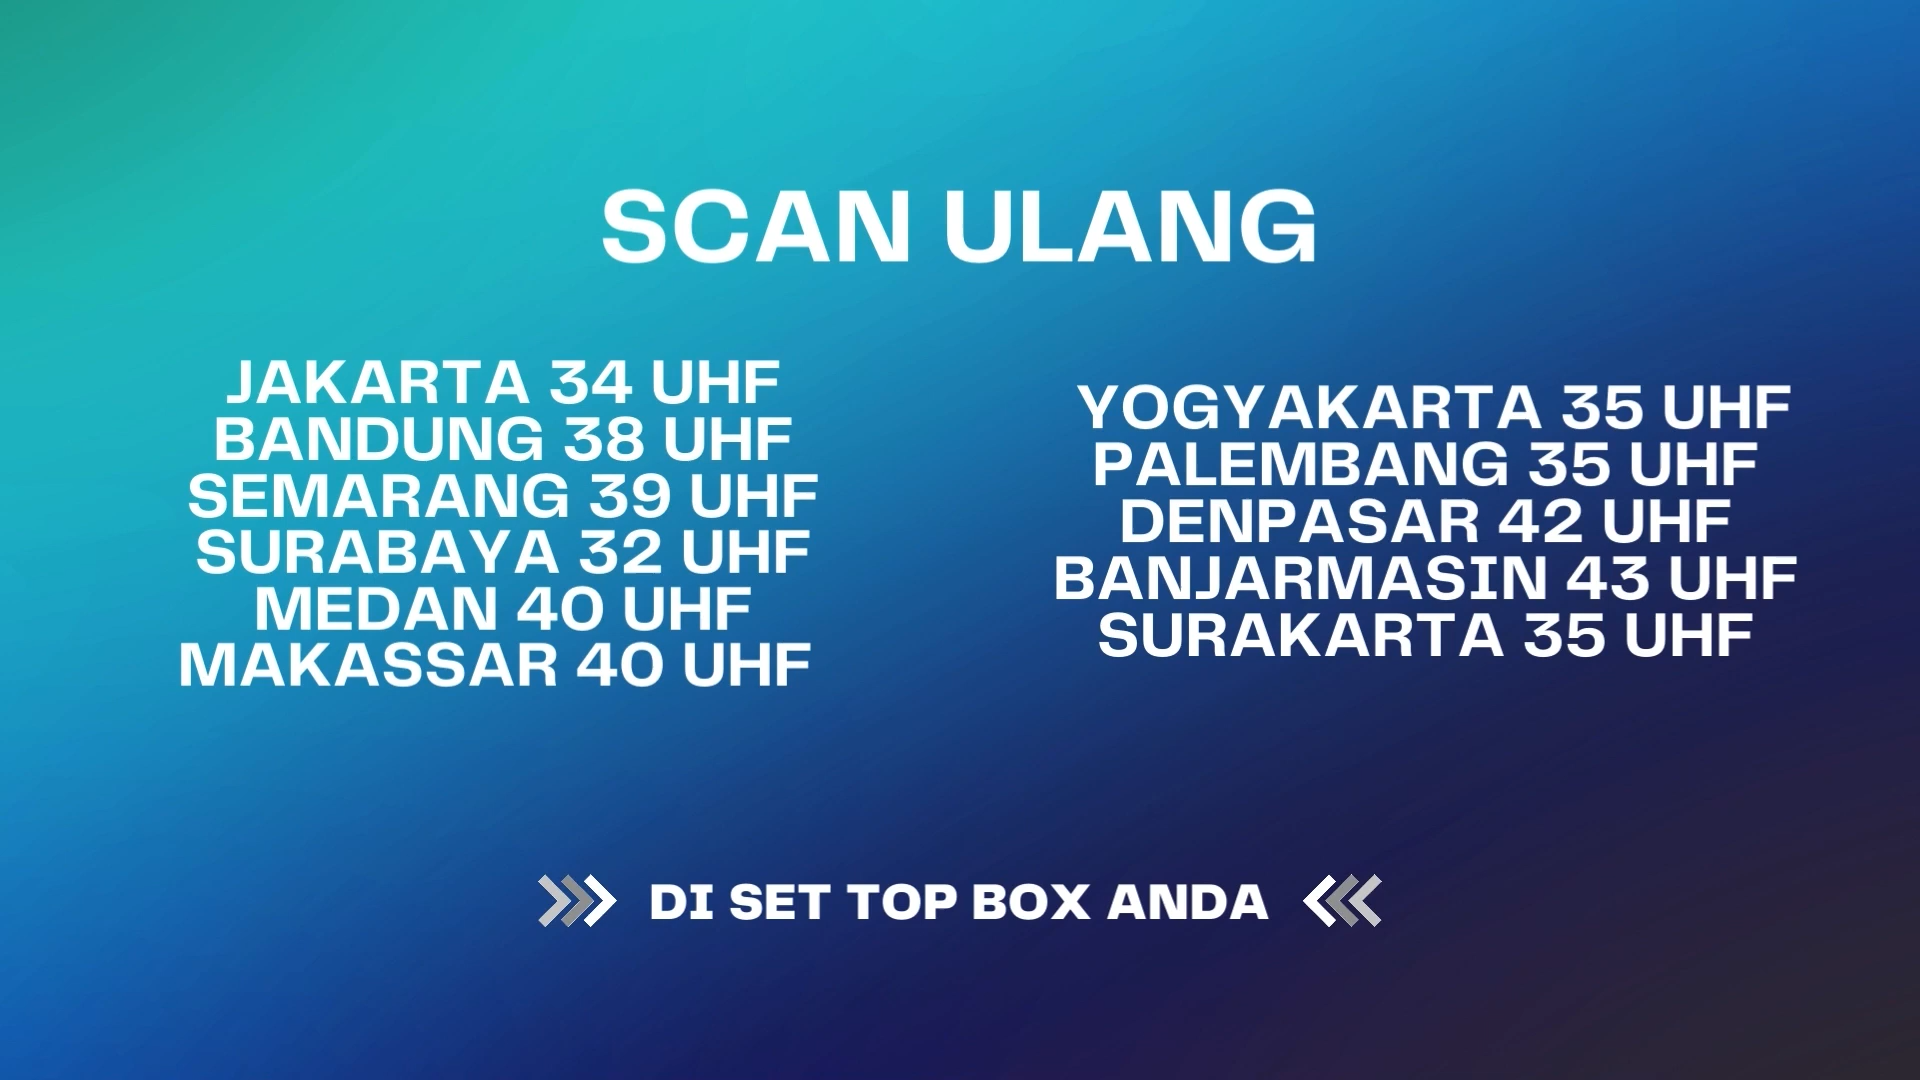 SCAN ULANG
JAKARTA 34 UHF
BANDUNG 38 UHF
SEMARANG 39 UHF
SURABAYA 32 UHF
MEDAN 40 UHF
MAKASSAR 40 UHF
YOGYAKARTA 35 UHF
PALEMBANG 35 UHF
DENPASAR 42 UHF
BANJARMASIN 43 UHF
SURAKARTA 35 UHF
DI SET TOP BOX ANDA